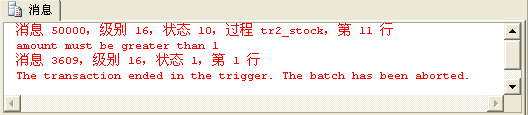 消息
消息 50000，级别 16，状态 10，过程 tr2_stock，第 11 行
amount must be greater than 1
消息 3609，级别 16，状态 1，第 1 行
The transaction ended in the trigger. The batch has been aborted.